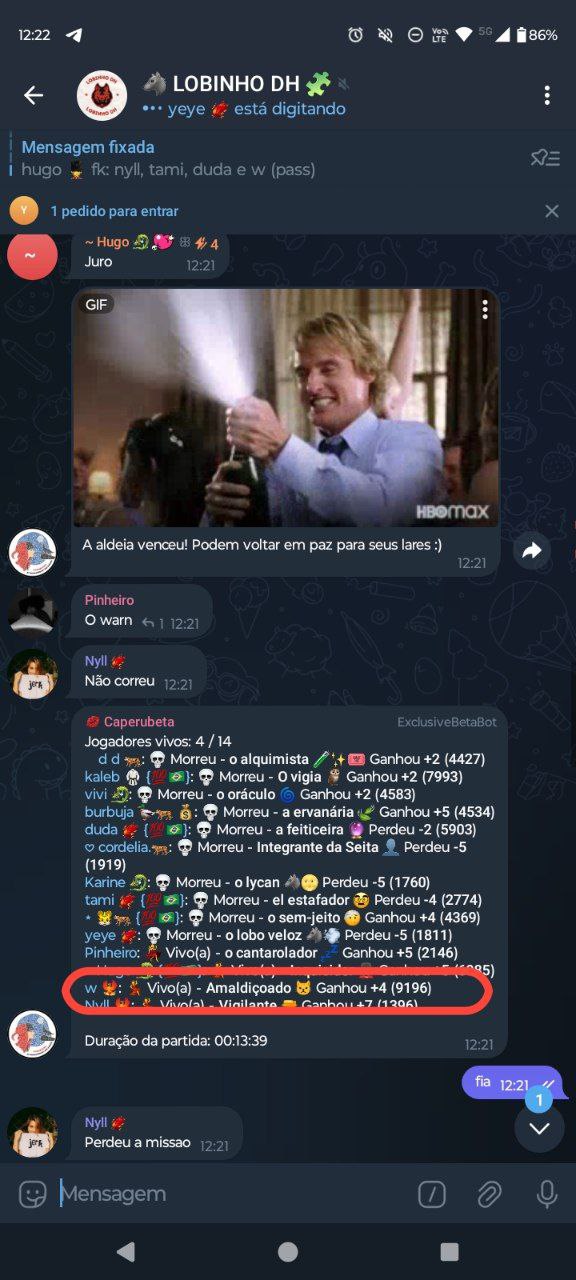 12:22
Vo)) LTE
5G
86%
LOBINHO DH
yeye está digitando
Mensagem fixada
hugo fk: nyll, tami, duda e w (pass)
Y
1 pedido para entrar
~
~ Hugo 4
Juro 12:21
GIF
HBOMAX
A aldeia venceu! Podem voltar em paz para seus lares :)
12:21
Pinheiro
O warn 1 12:21
Nyll
Não correu 12:21
Caperubeta ExclusiveBetaBot
Jogadores vivos: 4 / 14
d d : Morreu - o alquimista Ganhou +2 (4427)
kaleb {💯🇧🇷}: Morreu - O vigia Ganhou +2 (7993)
vivi : Morreu - o oráculo Ganhou +2 (4583)
burbuja : Morreu - a ervanária Ganhou +5 (4534)
duda {💯🇧🇷}: Morreu - a feiticeira Perdeu -2 (5903)
♡ cordelia. : Morreu - Integrante da Seita Perdeu -5
(1919)
Karine : Morreu - o lycan Perdeu -5 (1760)
tami {💯🇧🇷}: Morreu - el estafador Perdeu -4 (2774)
{💯🇧🇷}: Morreu - o sem-jeito Ganhou +4 (4369)
yeye : Morreu - o lobo veloz Perdeu -5 (1811)
Pinheiro: Vivo(a) - o cantarolador Ganhou +5 (2146)
w : Vivo(a) - Amaldiçoado Ganhou +4 (9196)
Nyll : Vivo(a) - Vigilante Ganhou +7 (1396)
Duração da partida: 00:13:39
12:21
fia 12:21
1
Nyll
Perdeu a missao 12:21
Mensagem